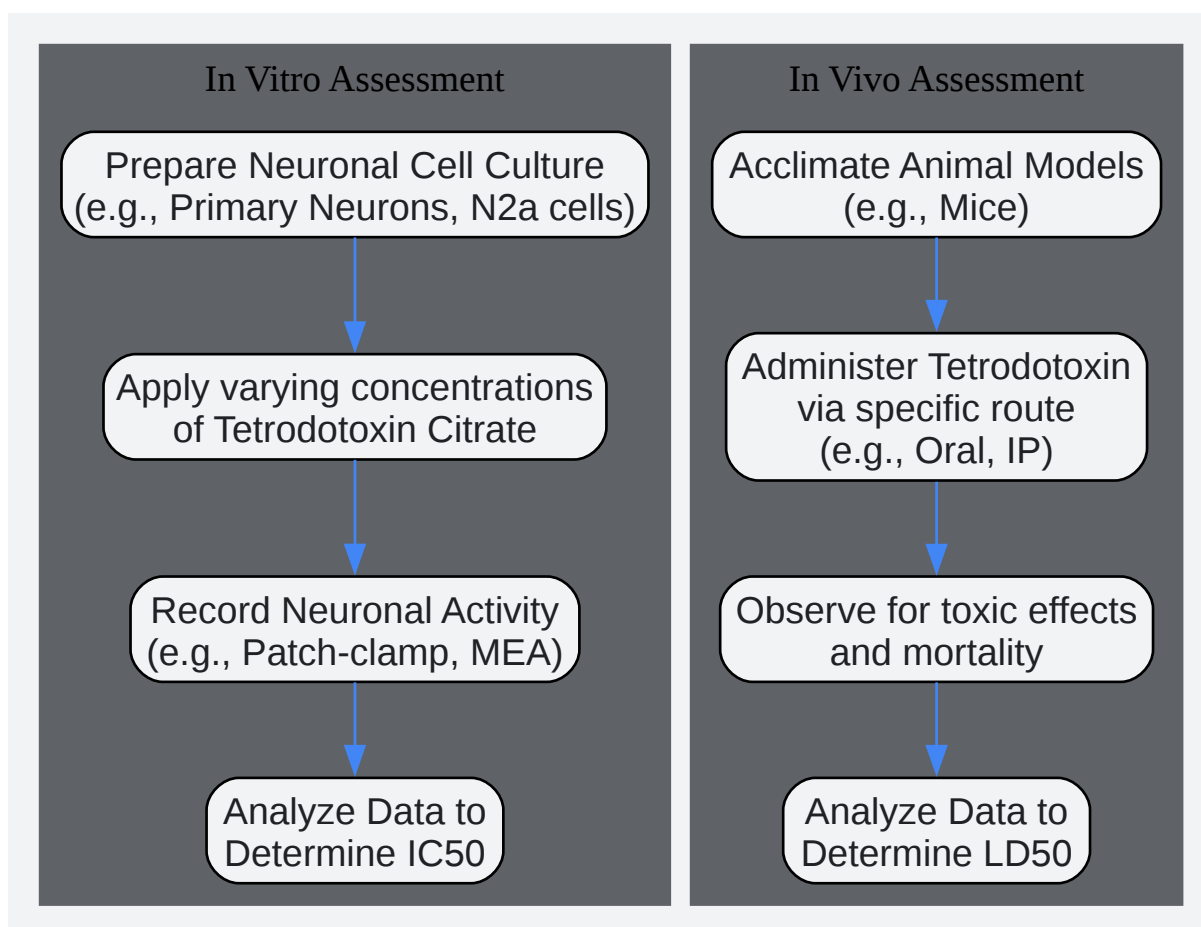 In Vitro Assessment
Prepare Neuronal Cell Culture
(e.g., Primary Neurons, N2a cells)
Apply varying concentrations
of Tetrodotoxin Citrate
Record Neuronal Activity
(e.g., Patch-clamp, MEA)
Analyze Data to
Determine IC50
In Vivo Assessment
Acclimate Animal Models
(e.g., Mice)
Administer Tetrodotoxin
via specific route
(e.g., Oral, IP)
Observe for toxic effects
and mortality
Analyze Data to
Determine LD50